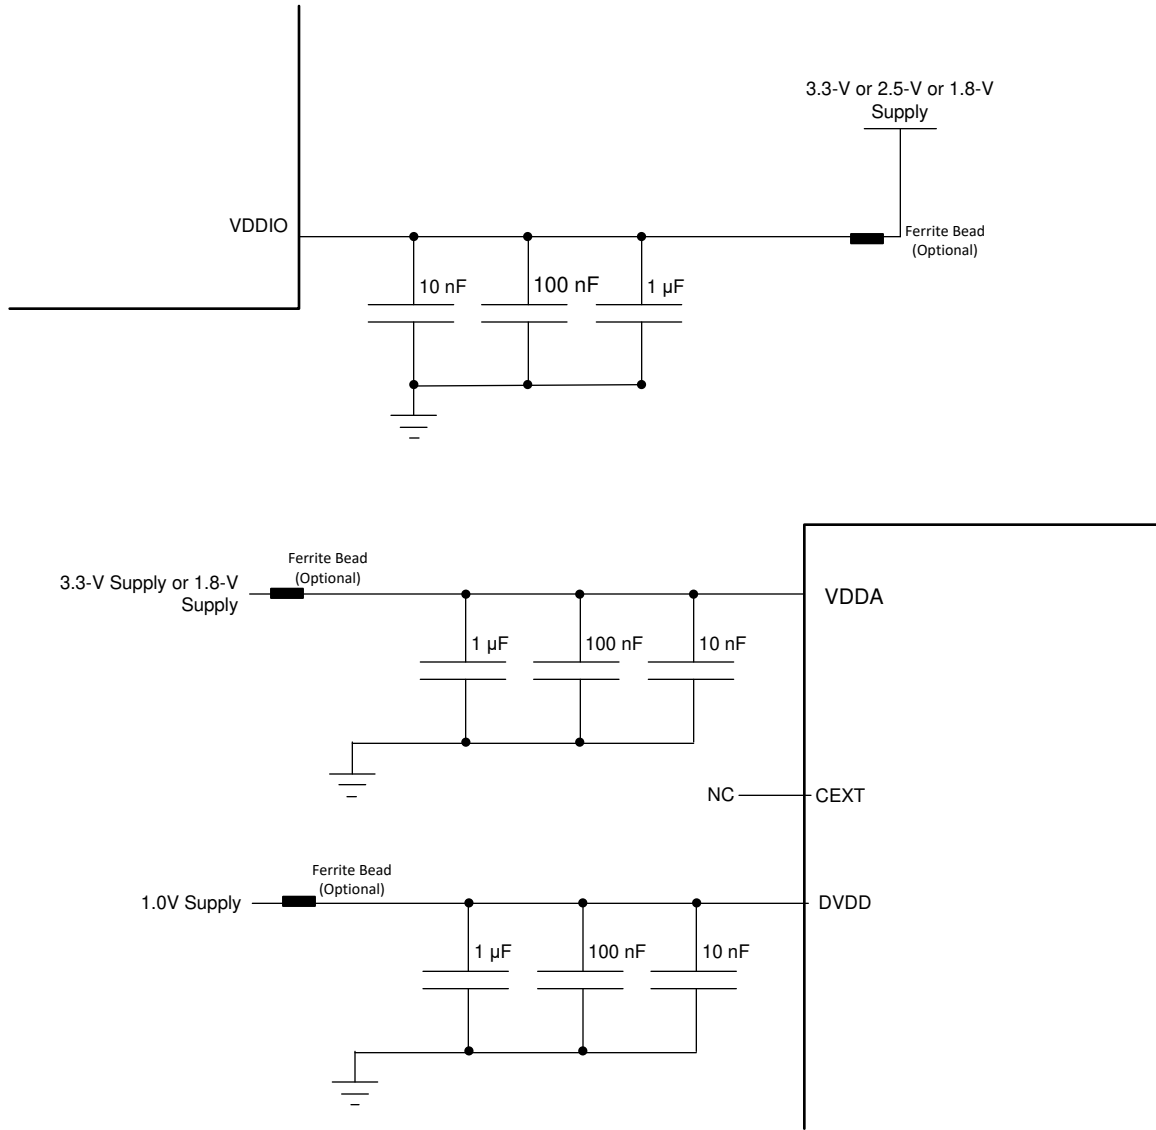 3.3-V or 2.5-V or 1.8-V
Supply
VDDIO
Ferrite Bead
(Optional)
10 nF
100 nF
1 µF
Ferrite Bead
(Optional)
3.3-V Supply or 1.8-V
Supply
VDDA
1 µF
100 nF
10 nF
NC
CEXT
Ferrite Bead
(Optional)
1.0V Supply
DVDD
1 µF
100 nF
10 nF